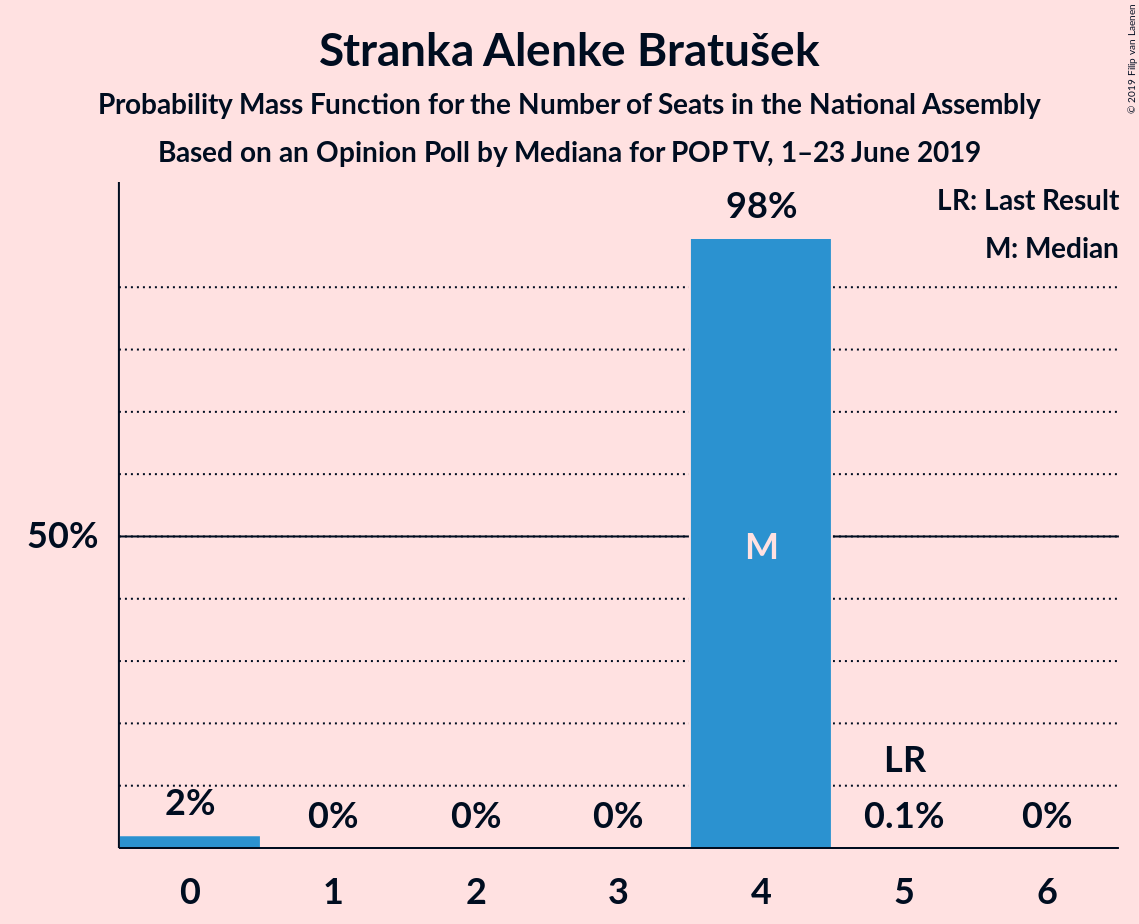 Stranka Alenke Bratušek
Probability Mass Function for the Number of Seats in the National Assembly
Based on an Opinion Poll by Mediana for POP TV, 1–23 June 2019
© 2019 Filip van Laenen
LR: Last Result
M: Median
98%
50%
M
LR
2%
0%
0%
0%
0.1%
0%
0
1
2
3
4
5
6